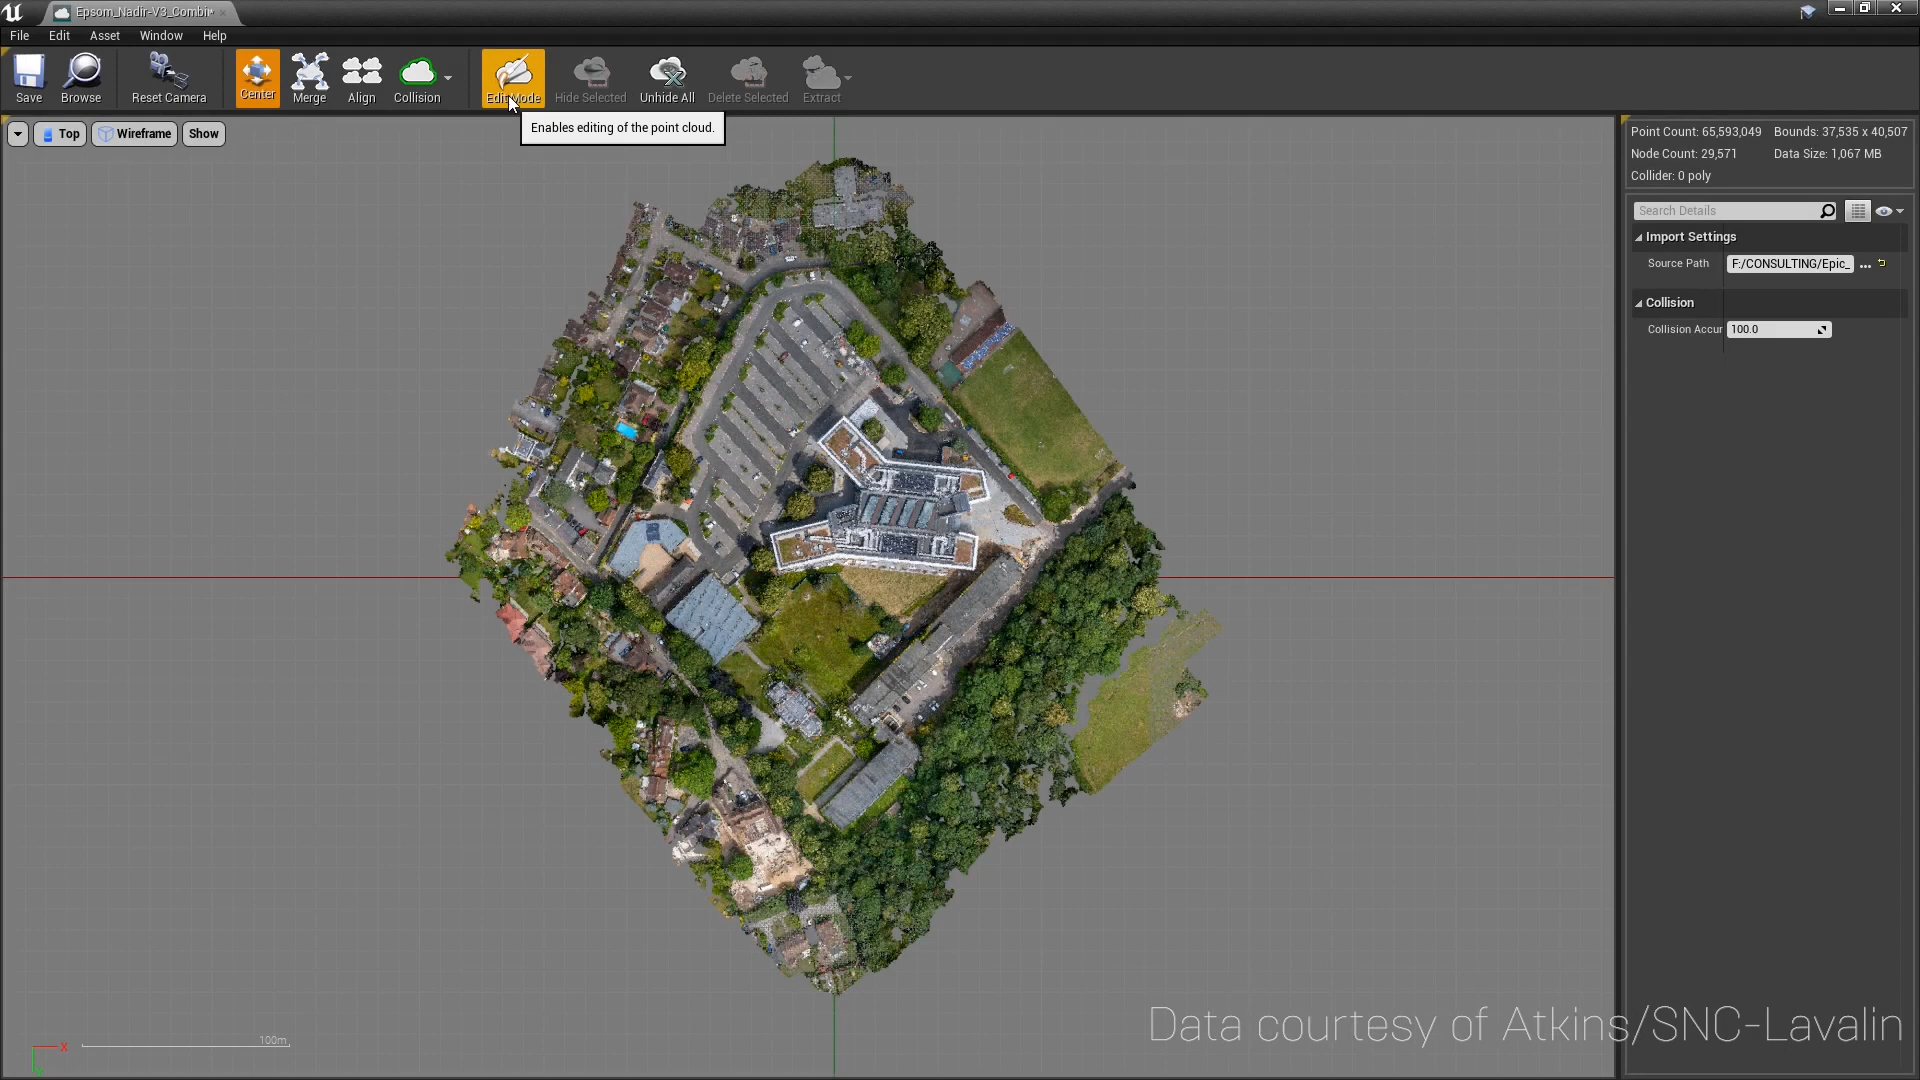 Epsom_Nadir-V3_Combi
File Edit Asset Window Help
Save Browse Reset Camera Center Merge Align Collision Edit Mode Hide Selected Unhide All Delete Selected Extract
Enables editing of the point cloud.
Top Wireframe Show
Point Count: 65,593,049 Bounds: 37,535 x 40,507
Node Count: 29,571 Data Size: 1,067 MB
Collider: 0 poly
Search Details
Import Settings
Source Path F:/CONSULTING/Epic_ ...
Collision
Collision Accur 100.0
Data courtesy of Atkins/SNC-Lavalin
100m
X